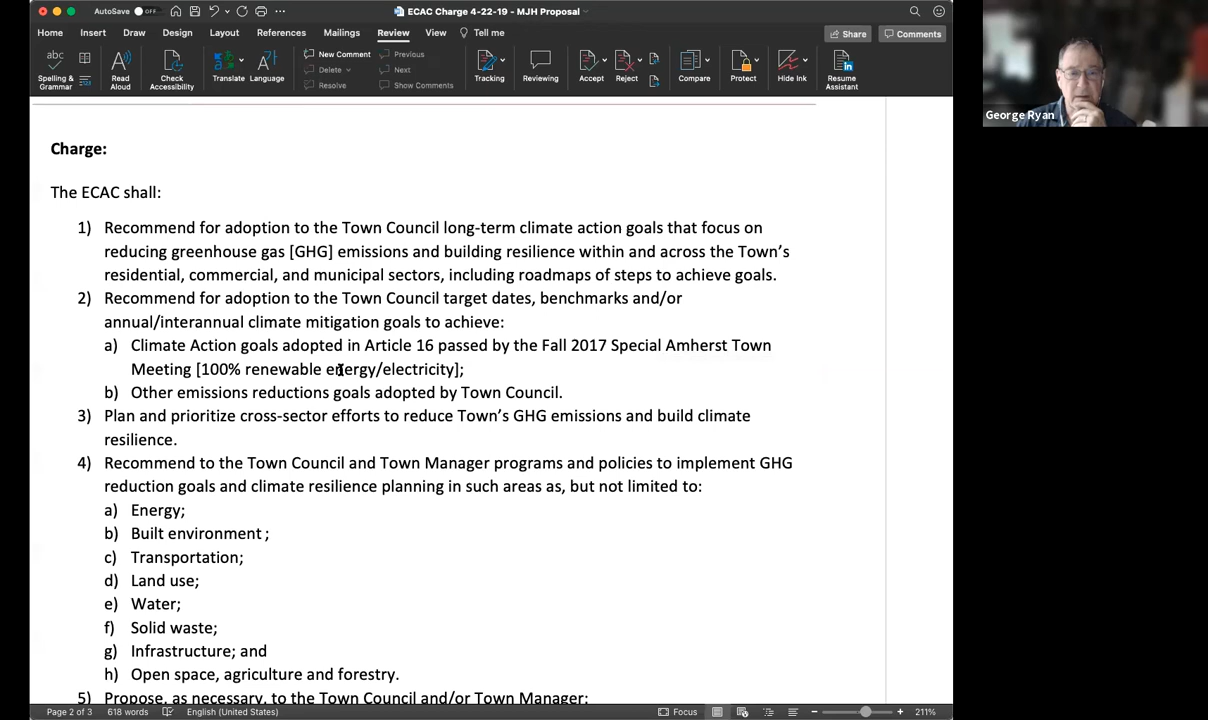 AutoSave OFF
ECAC Charge 4-22-19 - MJH Proposal
Home Insert Draw Design Layout References Mailings Review View Tell me
Share Comments
abc
Spelling & Grammar
Read Aloud
Check Accessibility
Translate Language
New Comment
Delete
Resolve
Previous
Next
Show Comments
Tracking
Reviewing
Accept Reject
Compare
Protect
Hide Ink
Resume Assistant
George Ryan
Charge:
The ECAC shall:
1) Recommend for adoption to the Town Council long-term climate action goals that focus on
reducing greenhouse gas [GHG] emissions and building resilience within and across the Town's
residential, commercial, and municipal sectors, including roadmaps of steps to achieve goals.
2) Recommend for adoption to the Town Council target dates, benchmarks and/or
annual/interannual climate mitigation goals to achieve:
a) Climate Action goals adopted in Article 16 passed by the Fall 2017 Special Amherst Town
Meeting [100% renewable energy/electricity];
b) Other emissions reductions goals adopted by Town Council.
3) Plan and prioritize cross-sector efforts to reduce Town's GHG emissions and build climate
resilience.
4) Recommend to the Town Council and Town Manager programs and policies to implement GHG
reduction goals and climate resilience planning in such areas as, but not limited to:
a) Energy;
b) Built environment ;
c) Transportation;
d) Land use;
e) Water;
f) Solid waste;
g) Infrastructure; and
h) Open space, agriculture and forestry.
5) Propose, as necessary, to the Town Council and/or Town Manager:
Page 2 of 3 618 words English (United States) Focus 211%